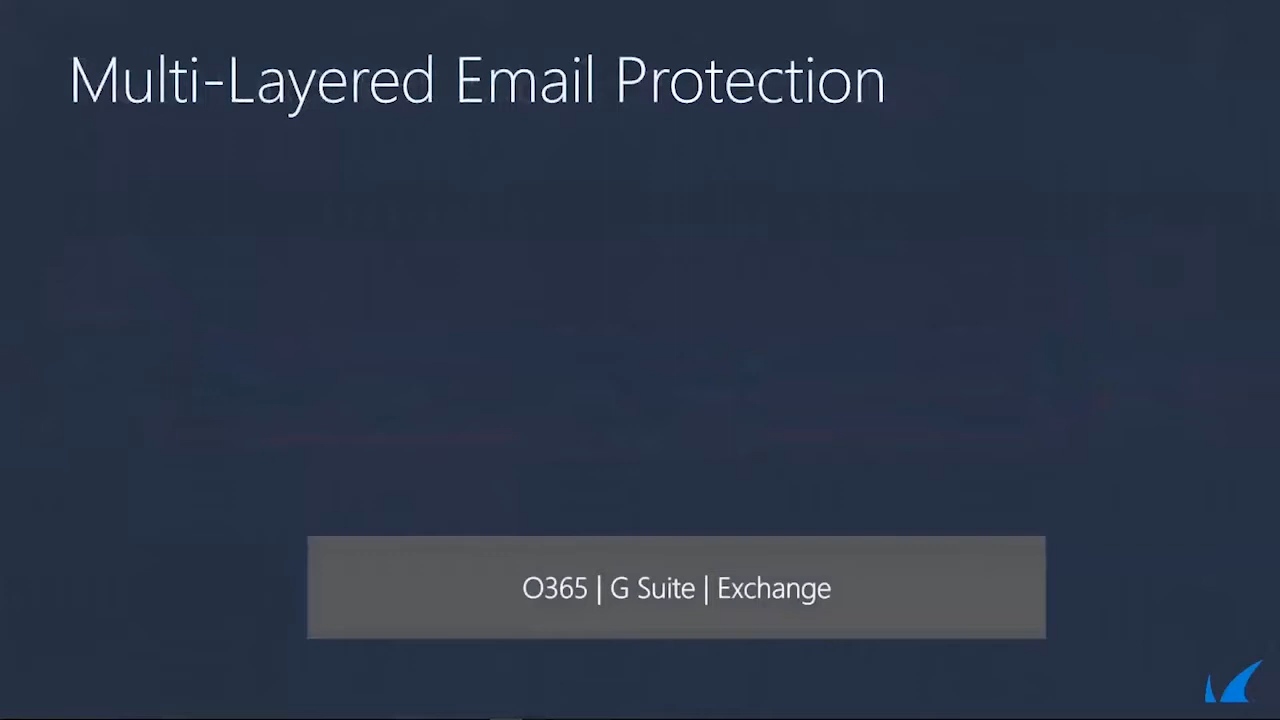 Multi-Layered Email Protection
O365 | G Suite | Exchange